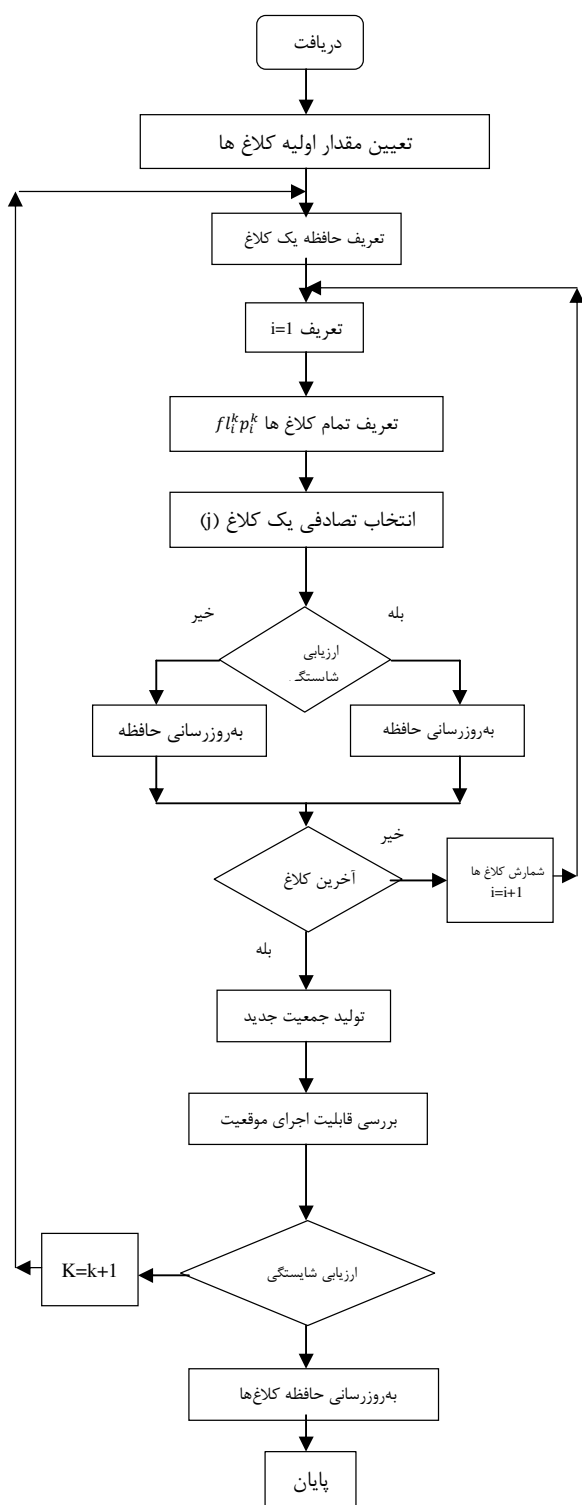 دریافت
تعیین مقدار اولیه کلاغ ها
تعریف حافظه یک کلاغ
تعریف i=1
تعریف تمام کلاغ ها $fl_i^k p_i^k$
انتخاب تصادفی یک کلاغ (j)
خیر
بله
ارزیابی
به‌روزرسانی حافظه
به‌روزرسانی حافظه
خیر
آخرین کلاغ
شمارش کلاغ ها
i=i+1
بله
تولید جمعیت جدید
بررسی قابلیت اجرای موقعیت
ارزیابی شایستگی
K=k+1
به‌روزرسانی حافظه کلاغ‌ها
پایان